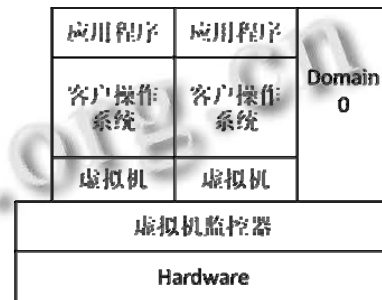 应用程序 应用程序
Domain
0
客户操作
系统
客户操作
系统
虚拟机 虚拟机
虚拟机监控器
Hardware